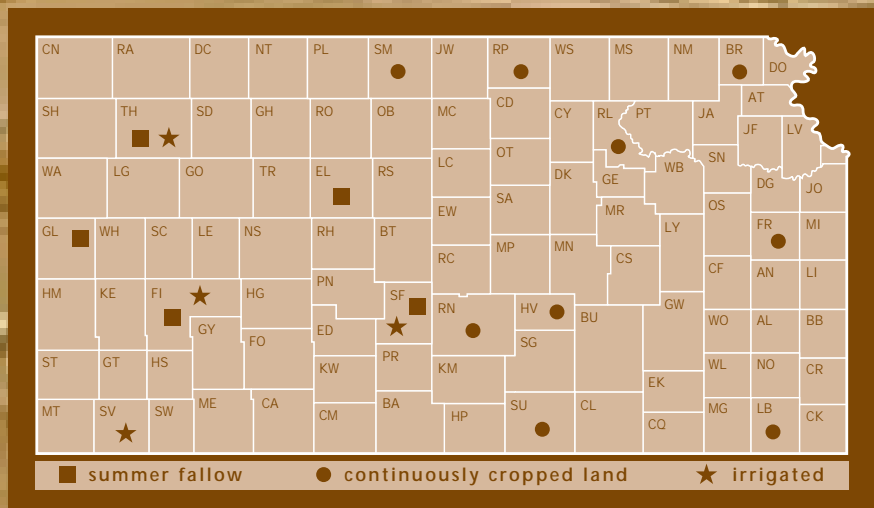 CN RA DC NT PL SM JW RP WS MS NM BR DO
SH TH SD GH RO OB MC CD CY RL PT JA AT
JF LV
WA LG GO TR EL RS LC OT DK GE WB SN
DG JO
GL WH SC LE NS RH BT EW SA MR LY OS FR MI
RC MP MN CS CF AN LI
HM KE FI HG PN SF RN HV BU GW
GY FO ED SG WO AL BB
ST GT HS KW PR KM EK WL NO CR
MT SV SW ME CA CM BA HP SU CL CQ MG LB CK
summer fallow continuously cropped land irrigated